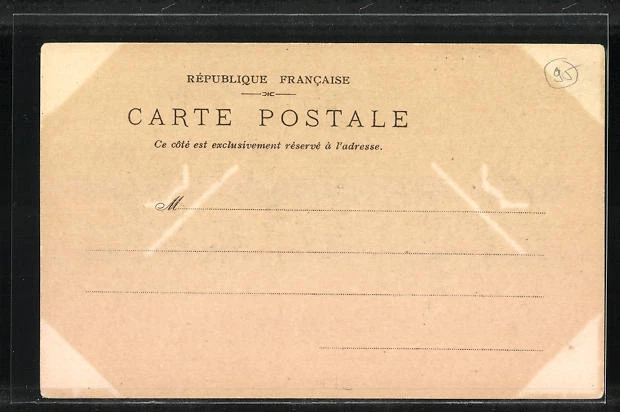 95
RÉPUBLIQUE FRANÇAISE
CARTE POSTALE
Ce côté est exclusivement réservé à l'adresse.
M